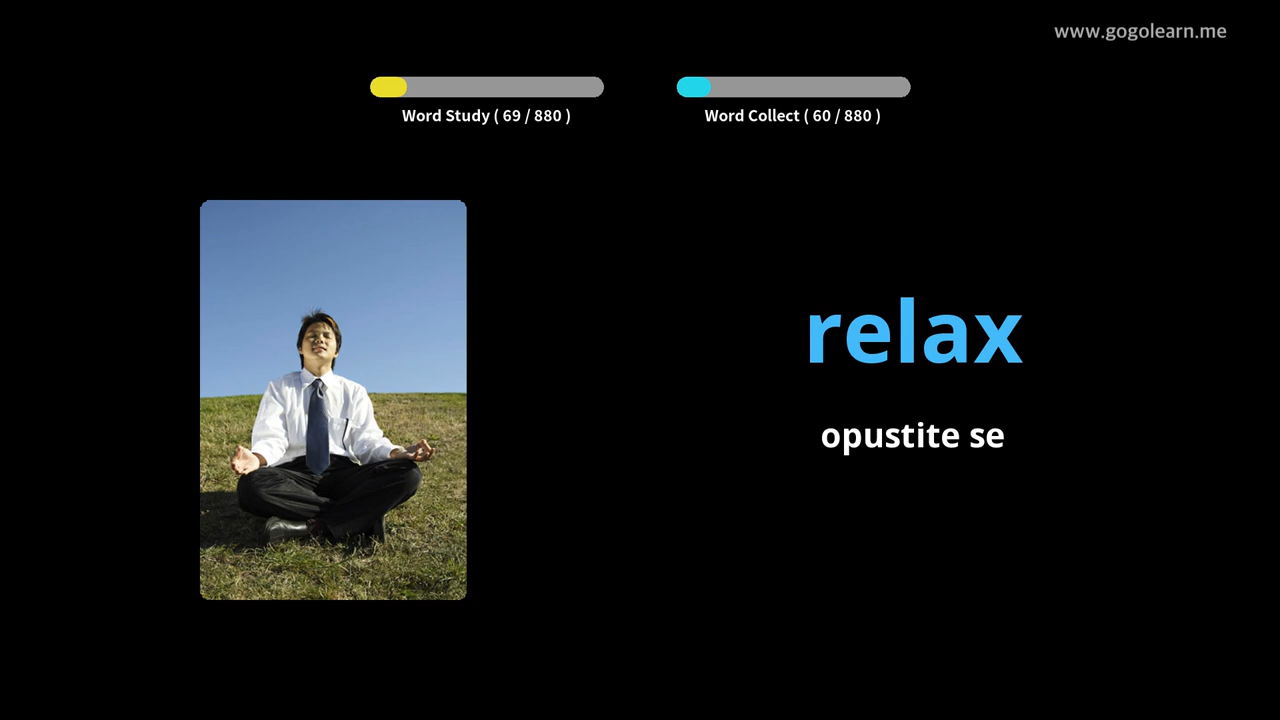 www.gogolearn.me
Word Study ( 69 / 880 )
Word Collect ( 60 / 880 )
relax
opustite se